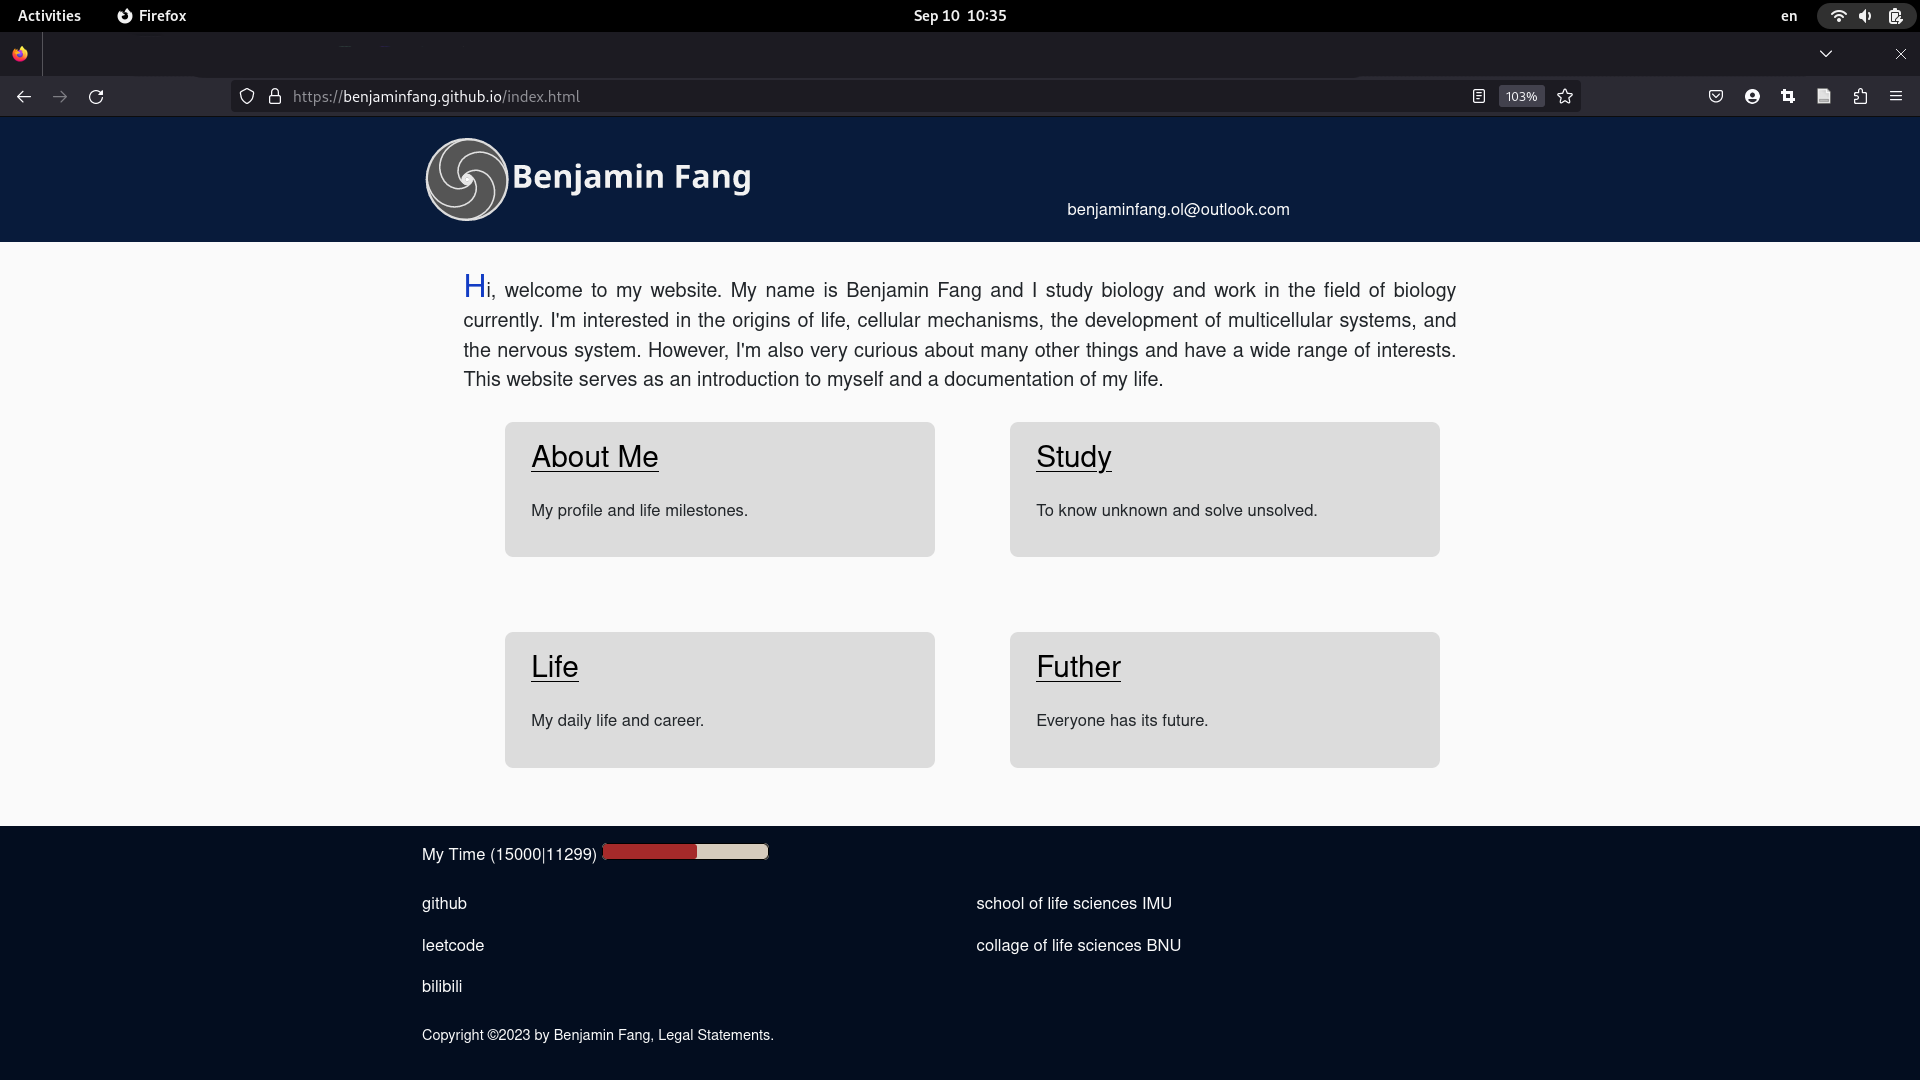 Activities Firefox Sep 10 10:35 en
https://benjaminfang.github.io/index.html 103%
Benjamin Fang
benjaminfang.ol@outlook.com
Hi, welcome to my website. My name is Benjamin Fang and I study biology and work in the field of biology
currently. I'm interested in the origins of life, cellular mechanisms, the development of multicellular systems, and
the nervous system. However, I'm also very curious about many other things and have a wide range of interests.
This website serves as an introduction to myself and a documentation of my life.
About Me
My profile and life milestones.
Study
To know unknown and solve unsolved.
Life
My daily life and career.
Futher
Everyone has its future.
My Time (15000|11299)
github
leetcode
bilibili
school of life sciences IMU
collage of life sciences BNU
Copyright ©2023 by Benjamin Fang, Legal Statements.